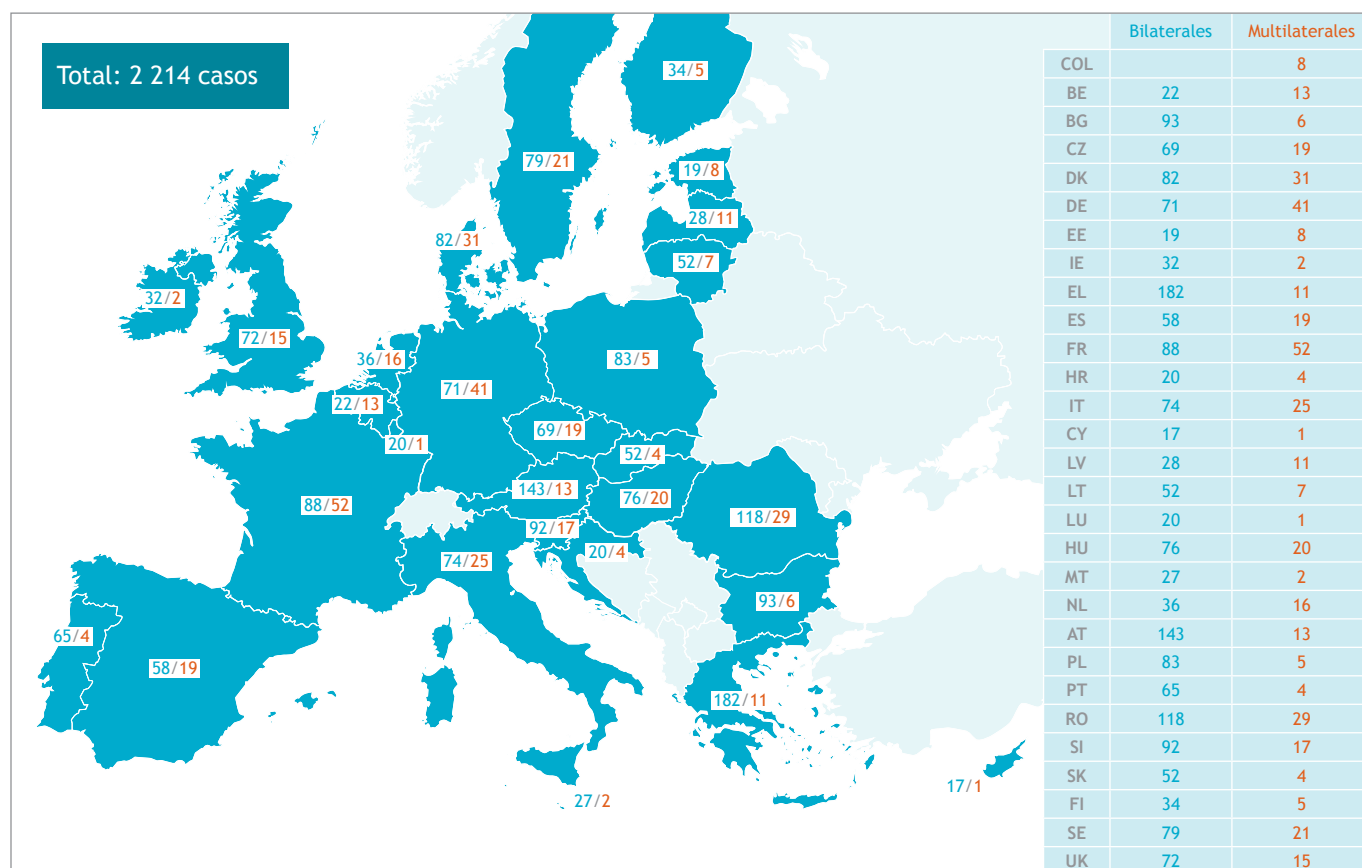 Total: 2 214 casos
34/5
79/21
19/8
28/11
82/31
52/7
32/2
72/15
36/16
83/5
71/41
22/13
69/19
20/1
52/4
143/13
76/20
88/52
118/29
92/17
20/4
74/25
93/6
65/4
58/19
182/11
17/1
27/2
Bilaterales Multilaterales
COL 8
BE 22 13
BG 93 6
CZ 69 19
DK 82 31
DE 71 41
EE 19 8
IE 32 2
EL 182 11
ES 58 19
FR 88 52
HR 20 4
IT 74 25
CY 17 1
LV 28 11
LT 52 7
LU 20 1
HU 76 20
MT 27 2
NL 36 16
AT 143 13
PL 83 5
PT 65 4
RO 118 29
SI 92 17
SK 52 4
FI 34 5
SE 79 21
UK 72 15